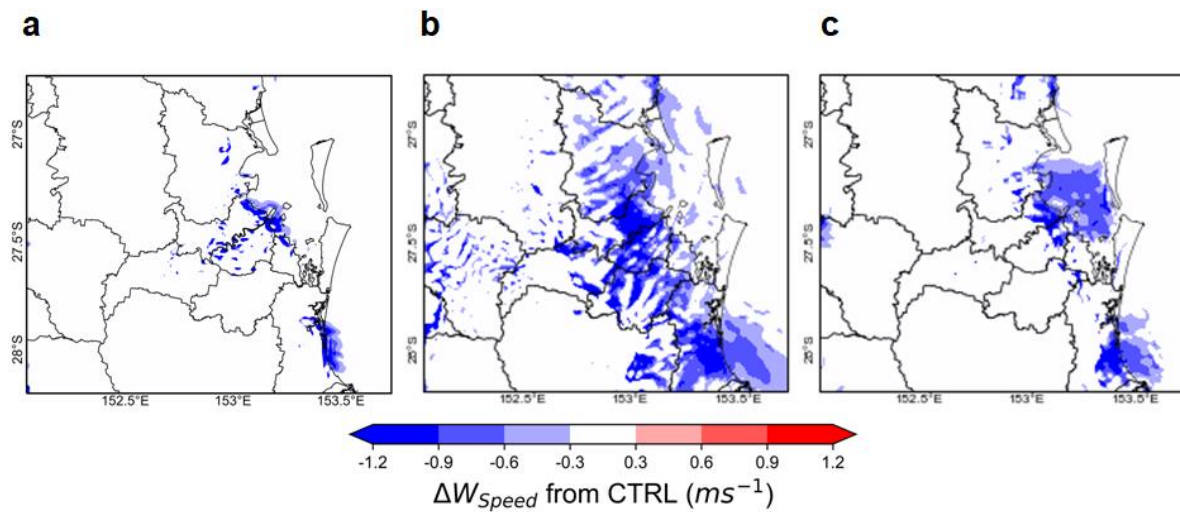 a b c
27°S 27°S 27°S
27.5°S 27.5°S 27.5°S
28°S 28°S 28°S
152.5°E 153°E 153.5°E 152.5°E 153°E 153.5°E 152.5°E 153°E 153.5°E
-1.2 -0.9 -0.6 -0.3 0.3 0.6 0.9 1.2
ΔW_Speed from CTRL (ms⁻¹)